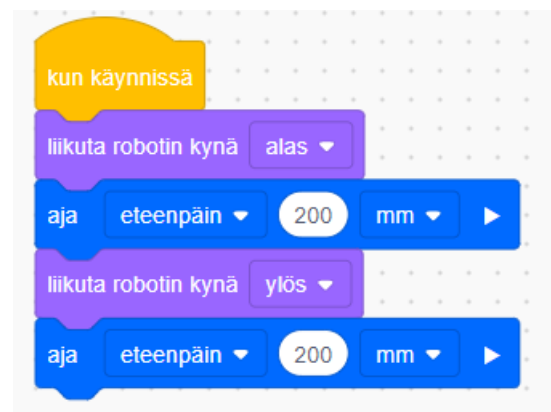 kun käynnissä
liikuta robotin kynä alas
aja eteenpäin 200 mm
liikuta robotin kynä ylös
aja eteenpäin 200 mm